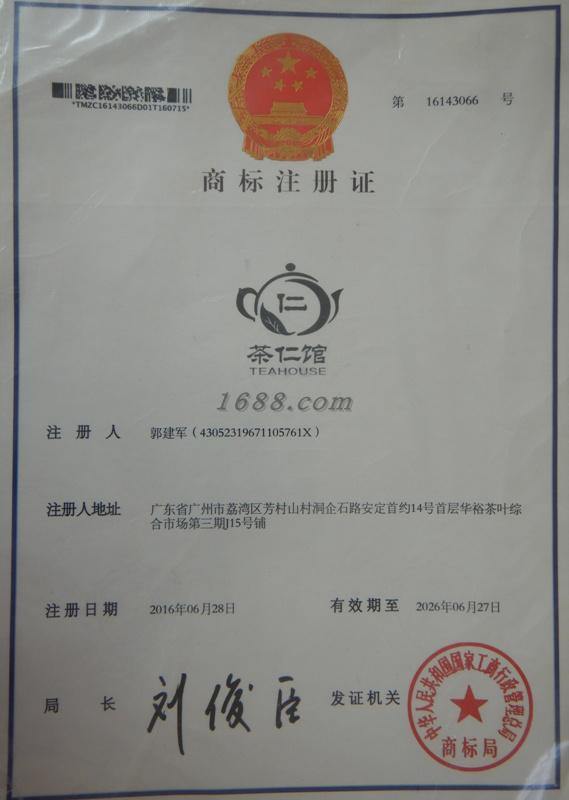 *TMZC16143066D01T160715*
第 16143066 号
商标注册证
仁
茶仁馆
TEAHOUSE
1688.com
注册人 郭建军（43052319671105761X）
注册人地址 广东省广州市荔湾区芳村山村洞企石路安定首约14号首层华裕茶叶综
合市场第三期J15号铺
注册日期 2016年06月28日 有效期至 2026年06月27日
局长 刘俊臣 发证机关
中华人民共和国国家工商行政管理总局
商标局